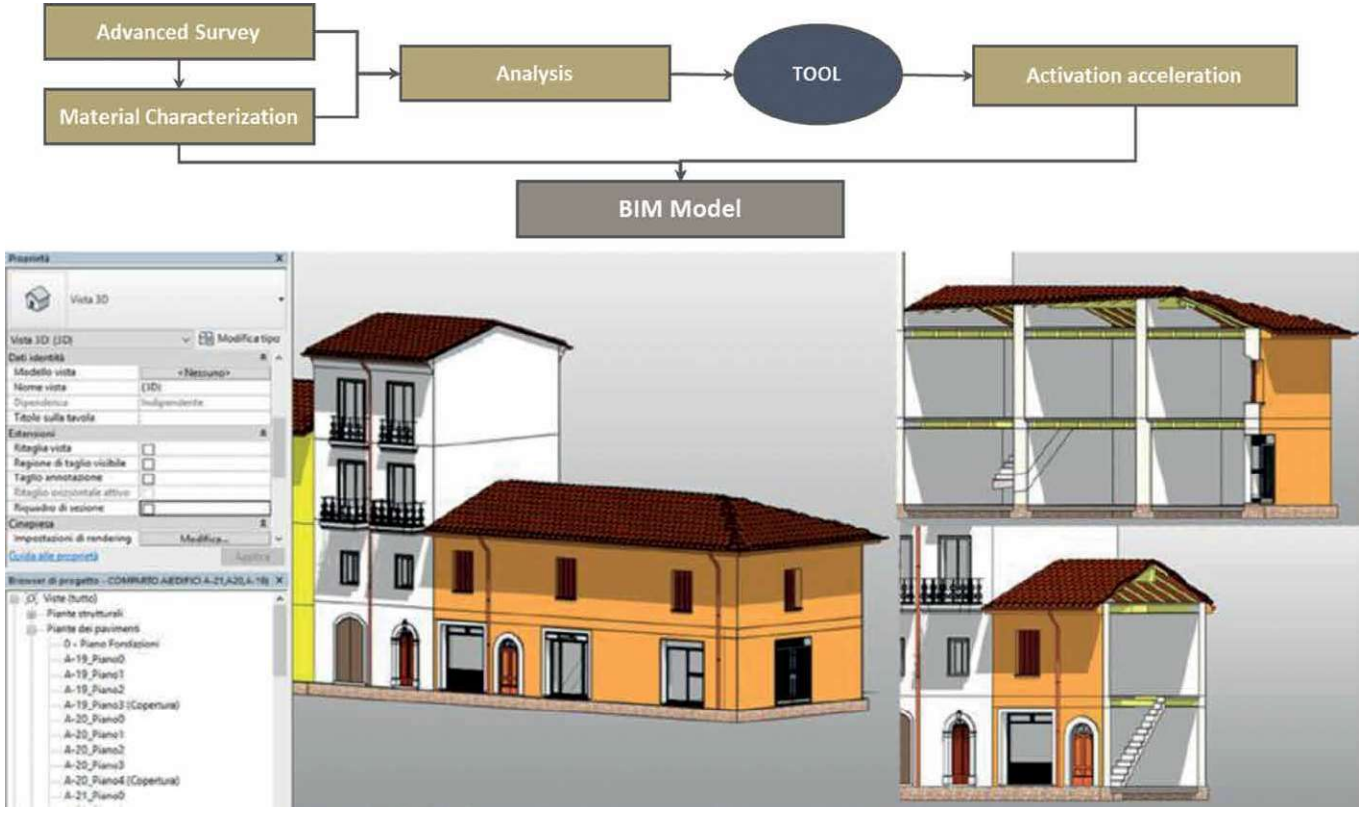 Advanced Survey
Material Characterization
Analysis
TOOL
Activation acceleration
BIM Model
Proprietà X
Vista 3D
Vista 3D: {3D} Modifica tipo
Dati identità
Modello vista <Nessuno>
Nome vista {3D}
Dipendenza Indipendente
Titolo sulla tavola
Estensioni
Ritaglia vista
Regione di taglio visibile
Taglio annotazione
Ritaglio orizzontale attivo
Riquadro di sezione
Cinepresa
Impostazioni di rendering Modifica...
Guida alle proprietà Applica
Browser di progetto - COMPARTO A(EDIFICI A-21,A20,A-19) X
Viste (tutto)
Piante strutturali
Piante dei pavimenti
0 - Piano Fondazioni
A-19_Piano0
A-19_Piano1
A-19_Piano2
A-19_Piano3 (Copertura)
A-20_Piano0
A-20_Piano1
A-20_Piano2
A-20_Piano3
A-20_Piano4 (Copertura)
A-21_Piano0